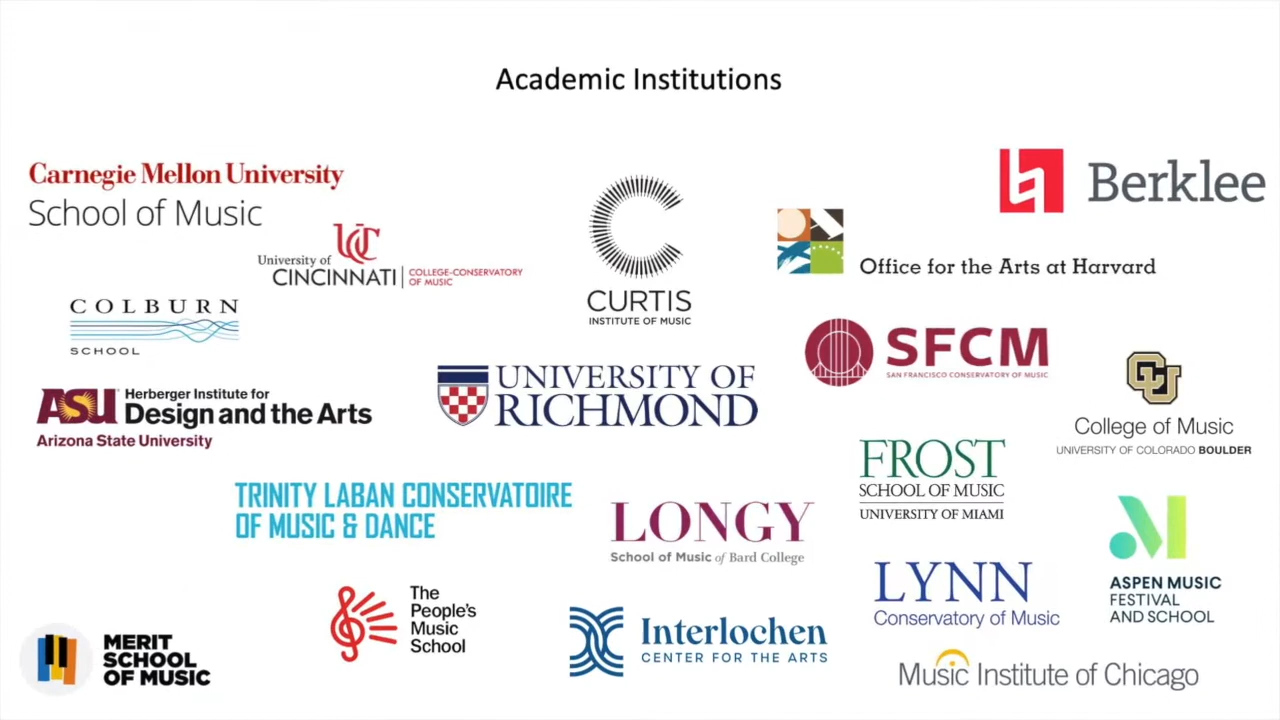 Academic Institutions
Carnegie Mellon University
School of Music
University of
CINCINNATI
COLLEGE-CONSERVATORY
OF MUSIC
CURTIS
INSTITUTE OF MUSIC
Office for the Arts at Harvard
Berklee
COLBURN
SCHOOL
SFCM
SAN FRANCISCO CONSERVATORY OF MUSIC
ASU
Herberger Institute for
Design and the Arts
Arizona State University
UNIVERSITY OF
RICHMOND
CU
College of Music
UNIVERSITY OF COLORADO BOULDER
FROST
SCHOOL OF MUSIC
UNIVERSITY OF MIAMI
TRINITY LABAN CONSERVATOIRE
OF MUSIC & DANCE
LONGY
School of Music of Bard College
ASPEN MUSIC
FESTIVAL
AND SCHOOL
LYNN
Conservatory of Music
The
People's
Music
School
Interlochen
CENTER FOR THE ARTS
MERIT
SCHOOL
OF MUSIC
Music Institute of Chicago